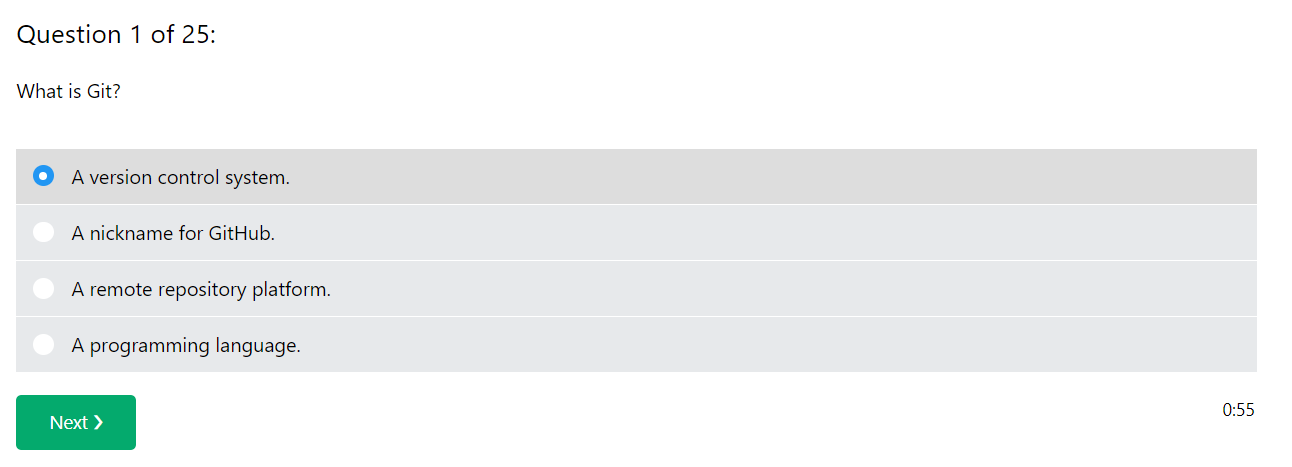 Question 1 of 25:
What is Git?
A version control system.
A nickname for GitHub.
A remote repository platform.
A programming language.
Next ❯
0:55